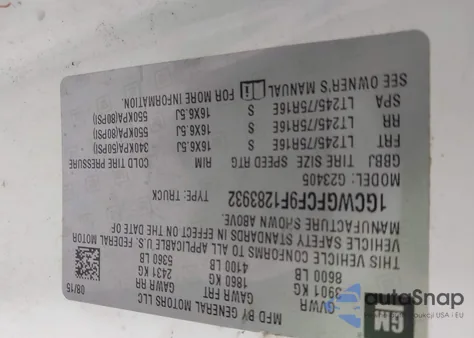 MFD BY GENERAL MOTORS LLC
08/15
GVWR GAWR FRT GAWR RR
3901 KG 1860 KG 2431 KG
8600 LB 4100 LB 5360 LB
THIS VEHICLE CONFORMS TO ALL APPLICABLE U.S. FEDERAL
VEHICLE SAFETY STANDARDS IN EFFECT ON THE DATE OF
MANUFACTURE SHOWN ABOVE.
1GCWGFCF9F1283932 TYPE: TRUCK
MODEL: G23405
GBBJ TIRE SIZE SPEED RTG RIM COLD TIRE PRESSURE
FRT LT245/75R16E S 16X6.5J 340KPA(50PSI)
RR LT245/75R16E S 16X6.5J 550KPA(80PSI)
SPA LT245/75R16E S 16X6.5J 550KPA(80PSI)
SEE OWNER'S MANUAL FOR MORE INFORMATION.
GM
autoSnap
USA i EU